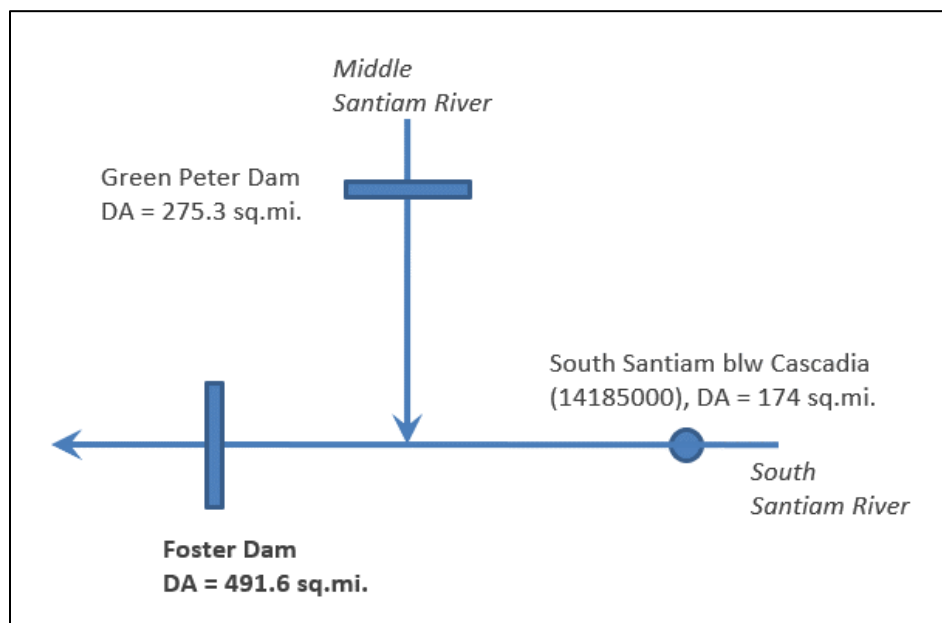 Middle
Santiam River
Green Peter Dam
DA = 275.3 sq.mi.
South Santiam blw Cascadia
(14185000), DA = 174 sq.mi.
South
Santiam River
Foster Dam
DA = 491.6 sq.mi.